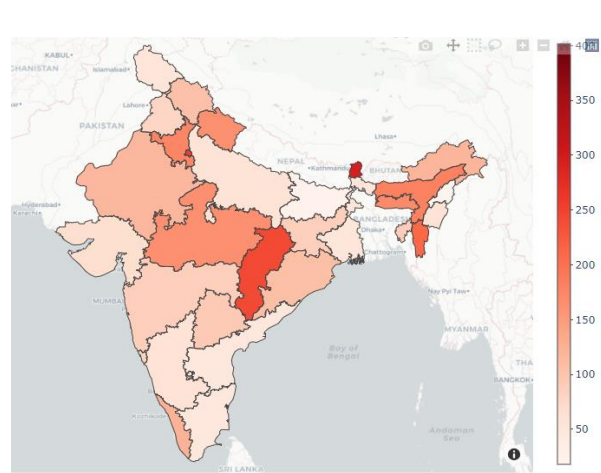 KABUL•
GHANISTAN
Islamabad•
Lahore•
PAKISTAN
Lhasa•
NEPAL
•Kathmandu
BHUTAN
Hyderabad•
Karachi•
BANGLADESH
Dhaka•
Chattogram•
MUMBAI
Nay Pyi Taw•
MYANMAR
Bay of
Bengal
THA
BANGKOK•
Kozhikode
Andaman
Sea
SRI LANKA
400
350
300
250
200
150
100
50